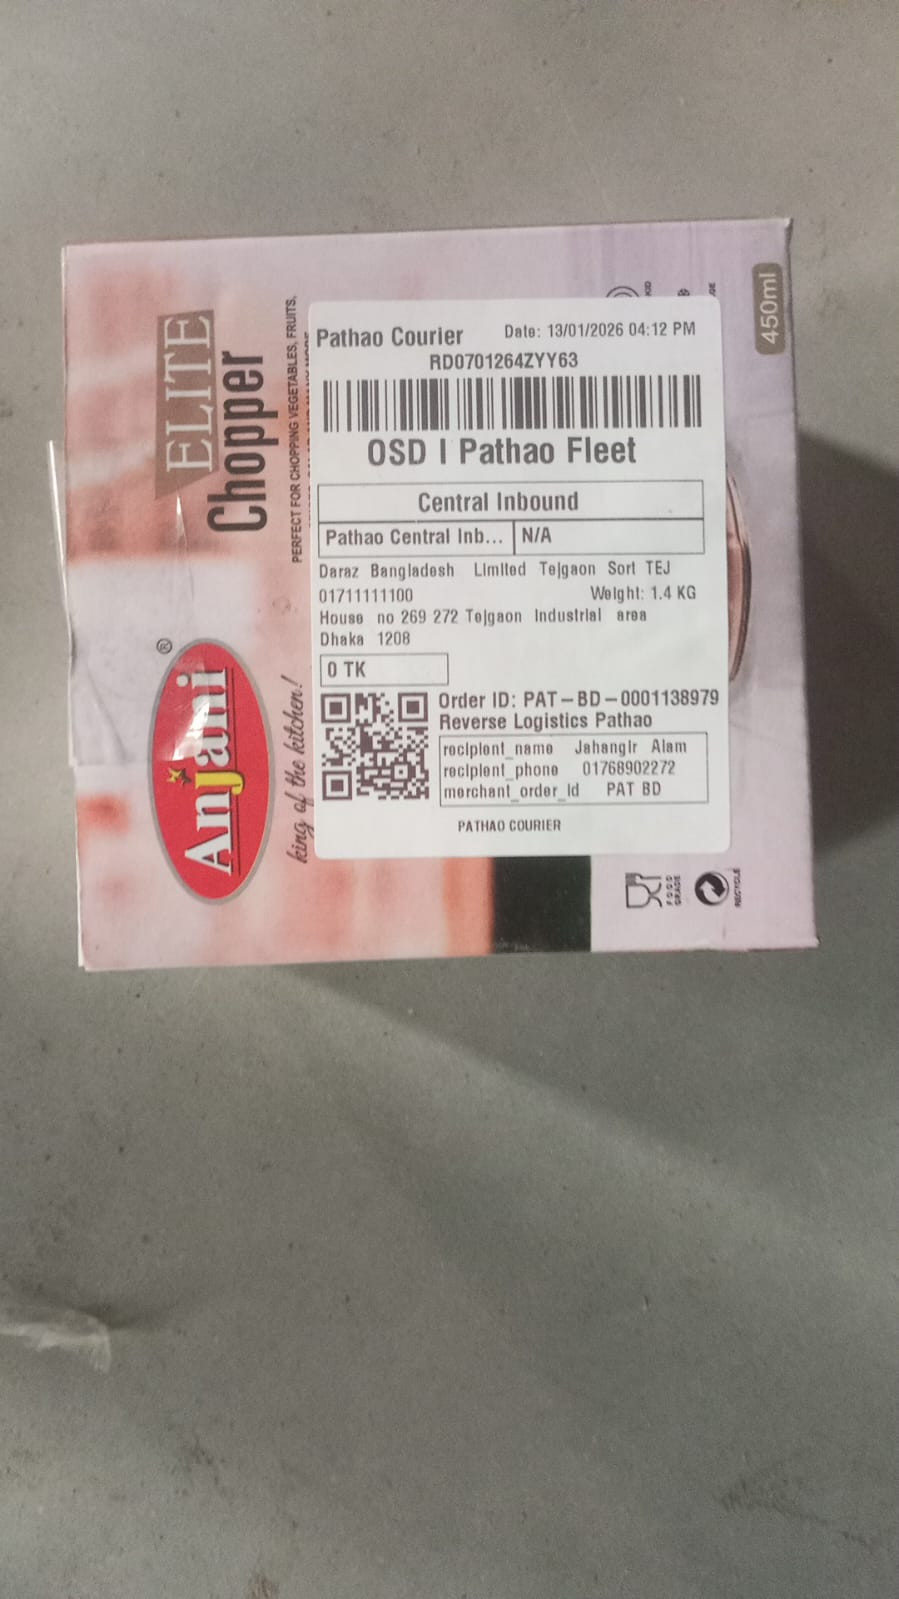 ELITE
Chopper
PERFECT FOR CHOPPING VEGETABLES, FRUITS,
Anjani
®
king of the kitchen!
450ml
Pathao Courier Date: 13/01/2026 04:12 PM
RD0701264ZYY63
OSD | Pathao Fleet
Central Inbound
Pathao Central Inb... N/A
Daraz Bangladesh Limited Tejgaon Sort TEJ
01711111100 Weight: 1.4 KG
House no 269 272 Tejgaon Industrial area
Dhaka 1208
0 TK
Order ID: PAT-BD-0001138979
Reverse Logistics Pathao
recipient_name Jahangir Alam
recipient_phone 01768902272
merchant_order_id PAT BD
PATHAO COURIER
FOOD
GRADE
RECYCLE